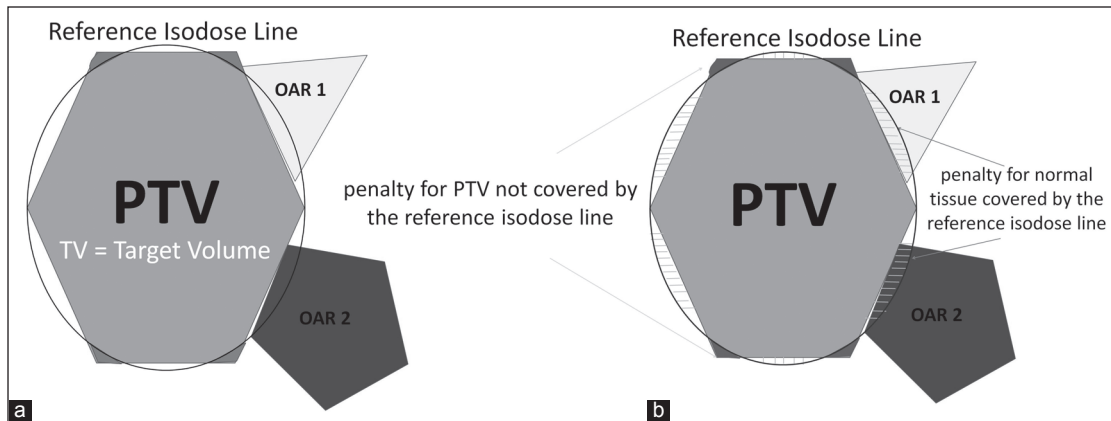 Reference Isodose Line
OAR 1
PTV
TV = Target Volume
OAR 2
a
penalty for PTV not covered by
the reference isodose line
Reference Isodose Line
OAR 1
PTV
penalty for normal
tissue covered by the
reference isodose line
OAR 2
b